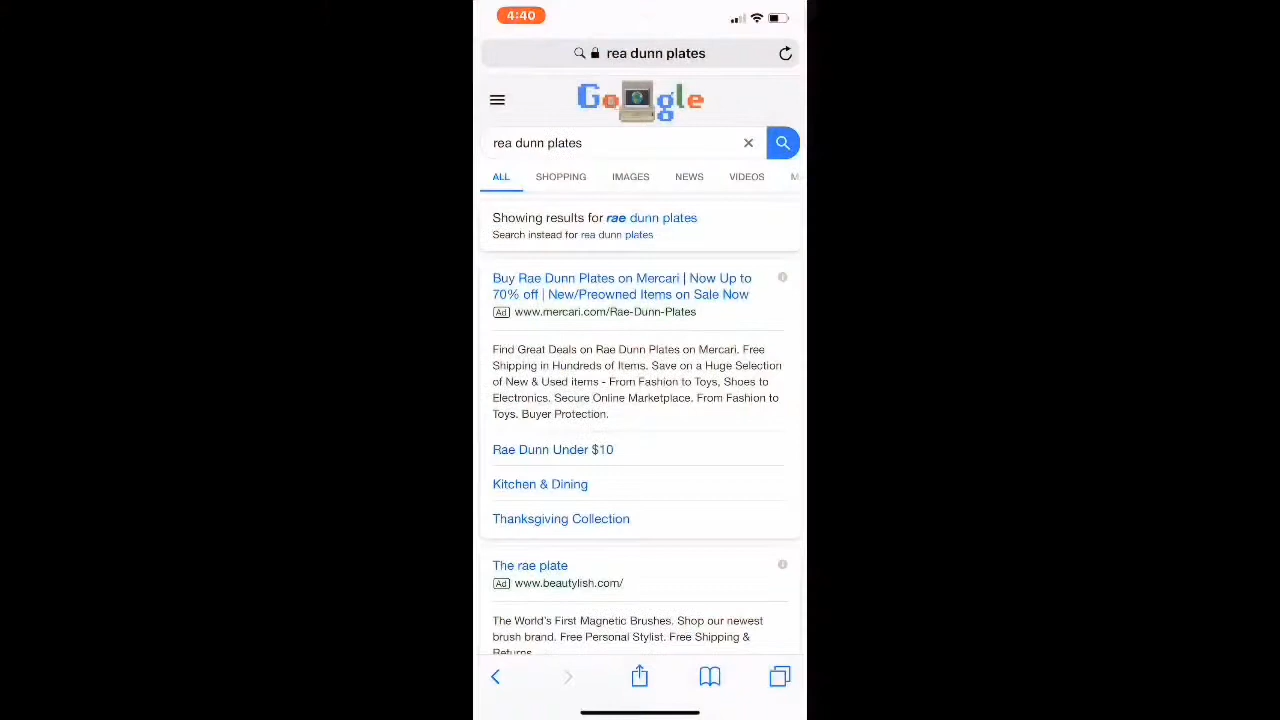 4:40
rea dunn plates
Google
rea dunn plates
ALL SHOPPING IMAGES NEWS VIDEOS M
Showing results for rae dunn plates
Search instead for rea dunn plates
Buy Rae Dunn Plates on Mercari | Now Up to
70% off | New/Preowned Items on Sale Now
Ad www.mercari.com/Rae-Dunn-Plates
Find Great Deals on Rae Dunn Plates on Mercari. Free
Shipping in Hundreds of Items. Save on a Huge Selection
of New & Used items - From Fashion to Toys, Shoes to
Electronics. Secure Online Marketplace. From Fashion to
Toys. Buyer Protection.
Rae Dunn Under $10
Kitchen & Dining
Thanksgiving Collection
The rae plate
Ad www.beautylish.com/
The World's First Magnetic Brushes. Shop our newest
brush brand. Free Personal Stylist. Free Shipping &
Returns